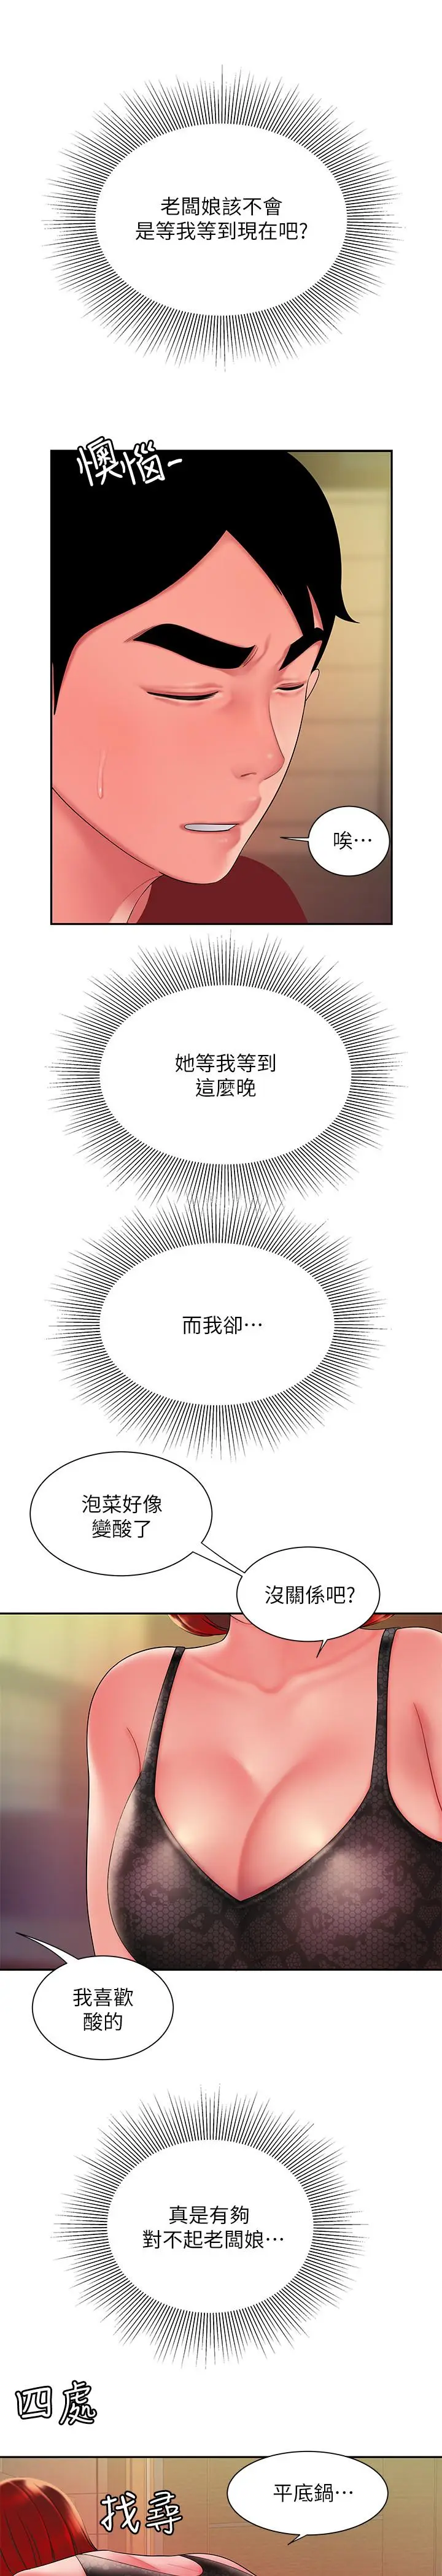 老闆娘該不會
是等我等到現在吧?
懊惱~
唉⋯
她等我等到
這麼晚
而我卻⋯
泡菜好像
變酸了
沒關係吧?
我喜歡
酸的
真是有夠
對不起老闆娘⋯
四處
平底鍋⋯
找尋